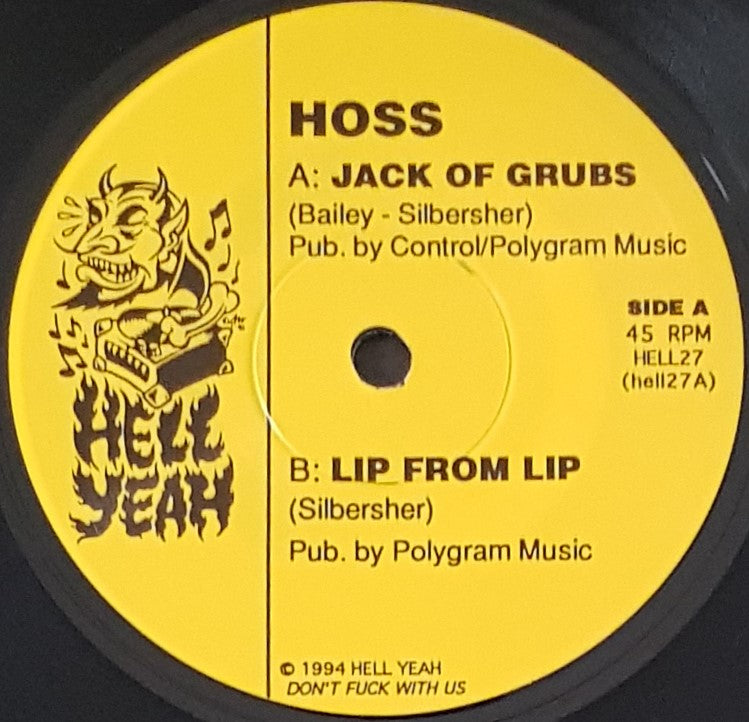 HOSS
A: JACK OF GRUBS
(Bailey - Silbersher)
Pub. by Control/Polygram Music
SIDE A
45 RPM
HELL27
(hell27A)
HELL
YEAH
B: LIP FROM LIP
(Silbersher)
Pub. by Polygram Music
© 1994 HELL YEAH
DON'T FUCK WITH US